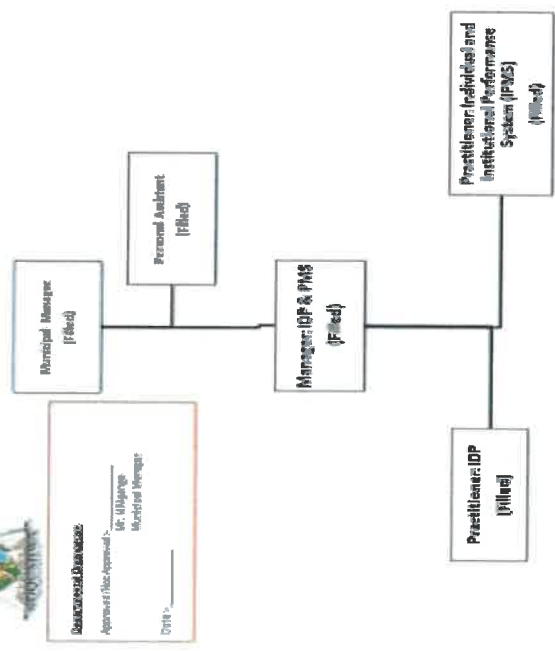 Municipal Manager
(Filled)
Personal Assistant
(Filled)
Approved/Not Approved:-
Municipal Manager
Date:-
Manager: IDP & PMS
(Filled)
Practitioner: IDP
(Filled)
Practitioner: Individual and
Institutional Performance
System (IPMS)
(Filled)